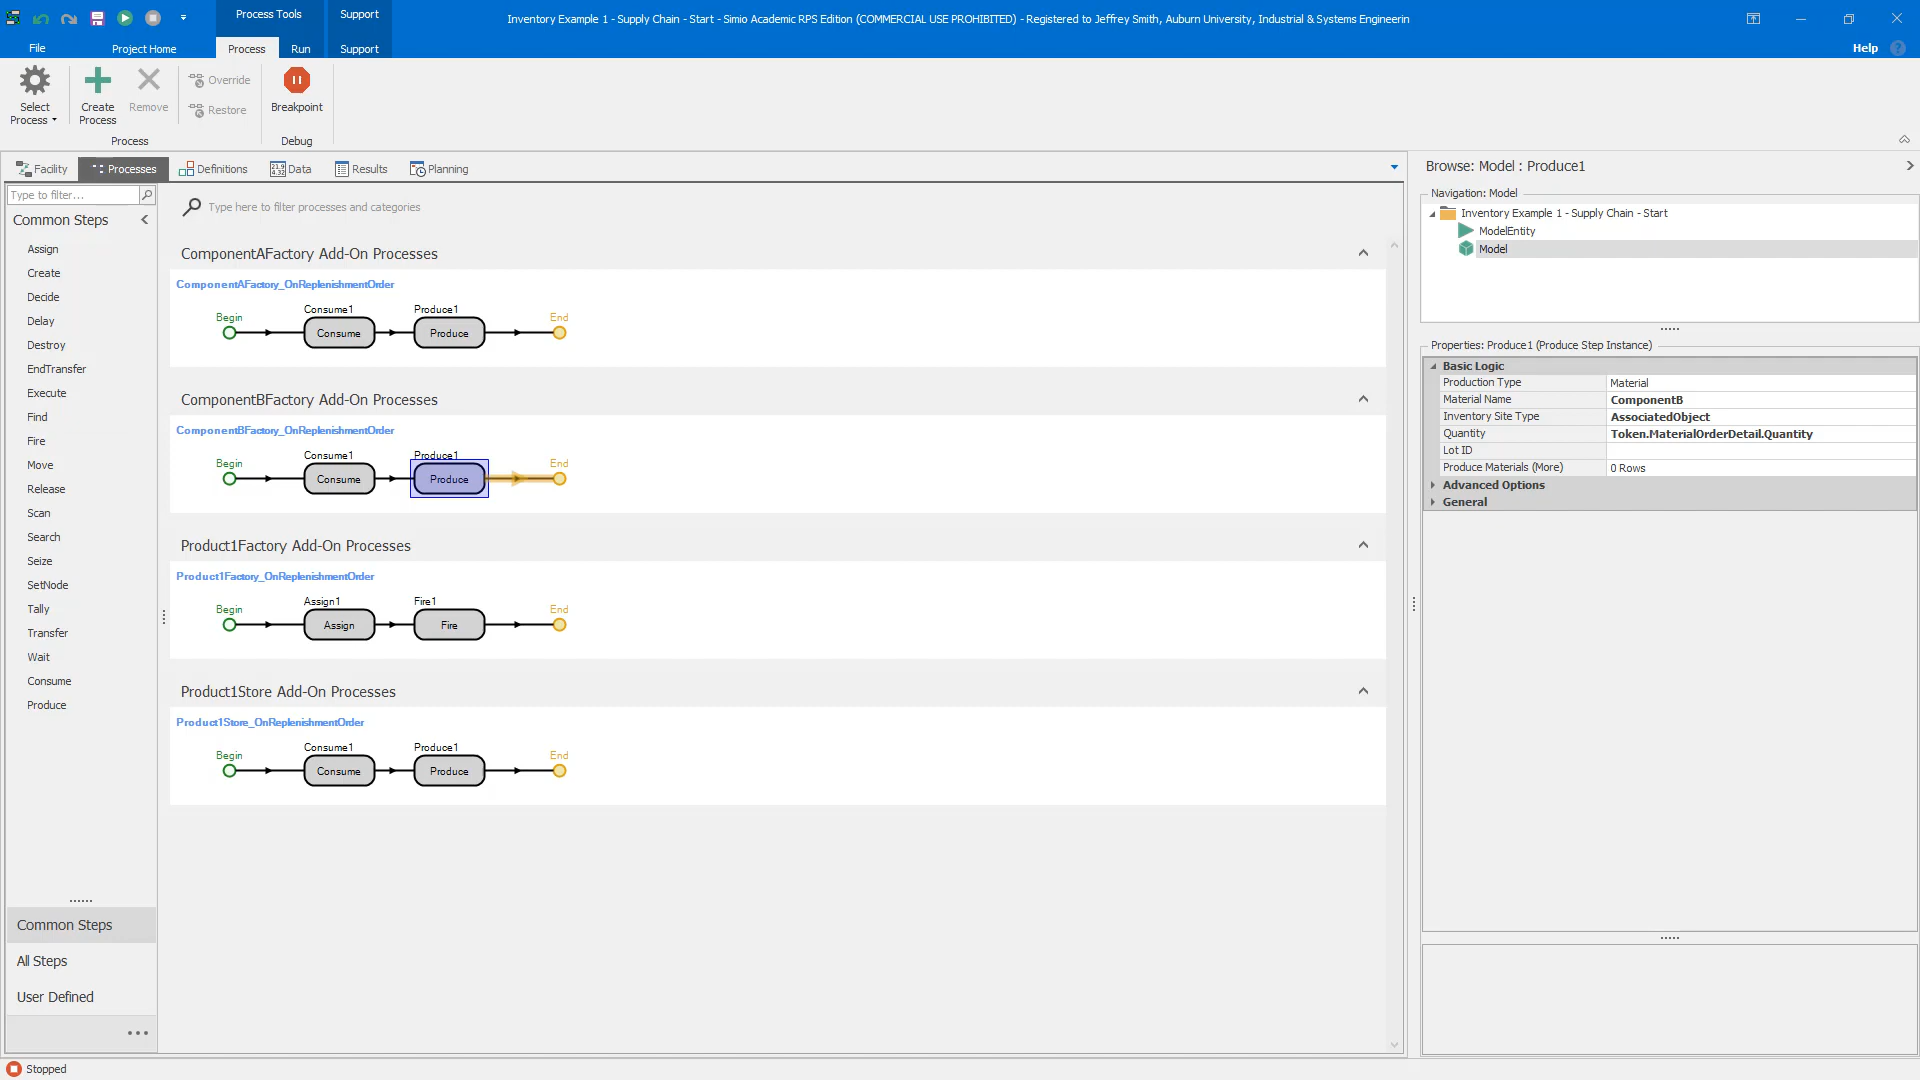 Process Tools
Support
Inventory Example 1 - Supply Chain - Start - Simio Academic RPS Edition (COMMERCIAL USE PROHIBITED) - Registered to Jeffrey Smith, Auburn University, Industrial & Systems Engineerin
File
Project Home
Process
Run
Support
Help
Select Process
Create Process
Remove
Override
Restore
Breakpoint
Process
Debug
Facility
Processes
Definitions
Data
Results
Planning
Type to filter...
Common Steps
Assign
Create
Decide
Delay
Destroy
EndTransfer
Execute
Find
Fire
Move
Release
Scan
Search
Seize
SetNode
Tally
Transfer
Wait
Consume
Produce
Common Steps
All Steps
User Defined
Type here to filter processes and categories
ComponentAFactory Add-On Processes
ComponentAFactory_OnReplenishmentOrder
Begin
Consume1
Consume
Produce1
Produce
End
ComponentBFactory Add-On Processes
ComponentBFactory_OnReplenishmentOrder
Begin
Consume1
Consume
Produce1
Produce
End
Product1Factory Add-On Processes
Product1Factory_OnReplenishmentOrder
Begin
Assign1
Assign
Fire1
Fire
End
Product1Store Add-On Processes
Product1Store_OnReplenishmentOrder
Begin
Consume1
Consume
Produce1
Produce
End
Browse: Model : Produce1
Navigation: Model
Inventory Example 1 - Supply Chain - Start
ModelEntity
Model
Properties: Produce1 (Produce Step Instance)
Basic Logic
Production Type Material
Material Name ComponentB
Inventory Site Type AssociatedObject
Quantity Token.MaterialOrderDetail.Quantity
Lot ID
Produce Materials (More) 0 Rows
Advanced Options
General
Stopped